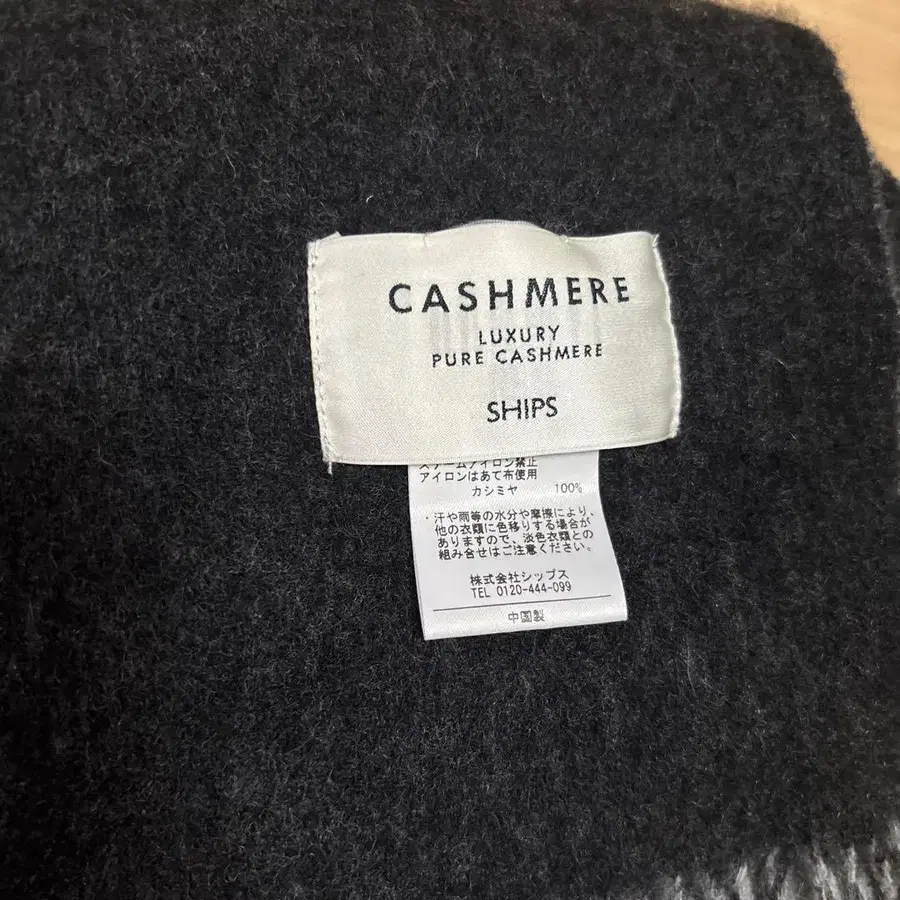 CASHMERE
LUXURY
PURE CASHMERE
SHIPS
スチームアイロン禁止
アイロンはあて布使用
カシミヤ 100%
・汗や雨等の水分や摩擦により、
他の衣類に色移りする場合が
ありますので、淡色衣類との
組み合せはご注意ください。
株式会社シップス
TEL 0120-444-099
中国製